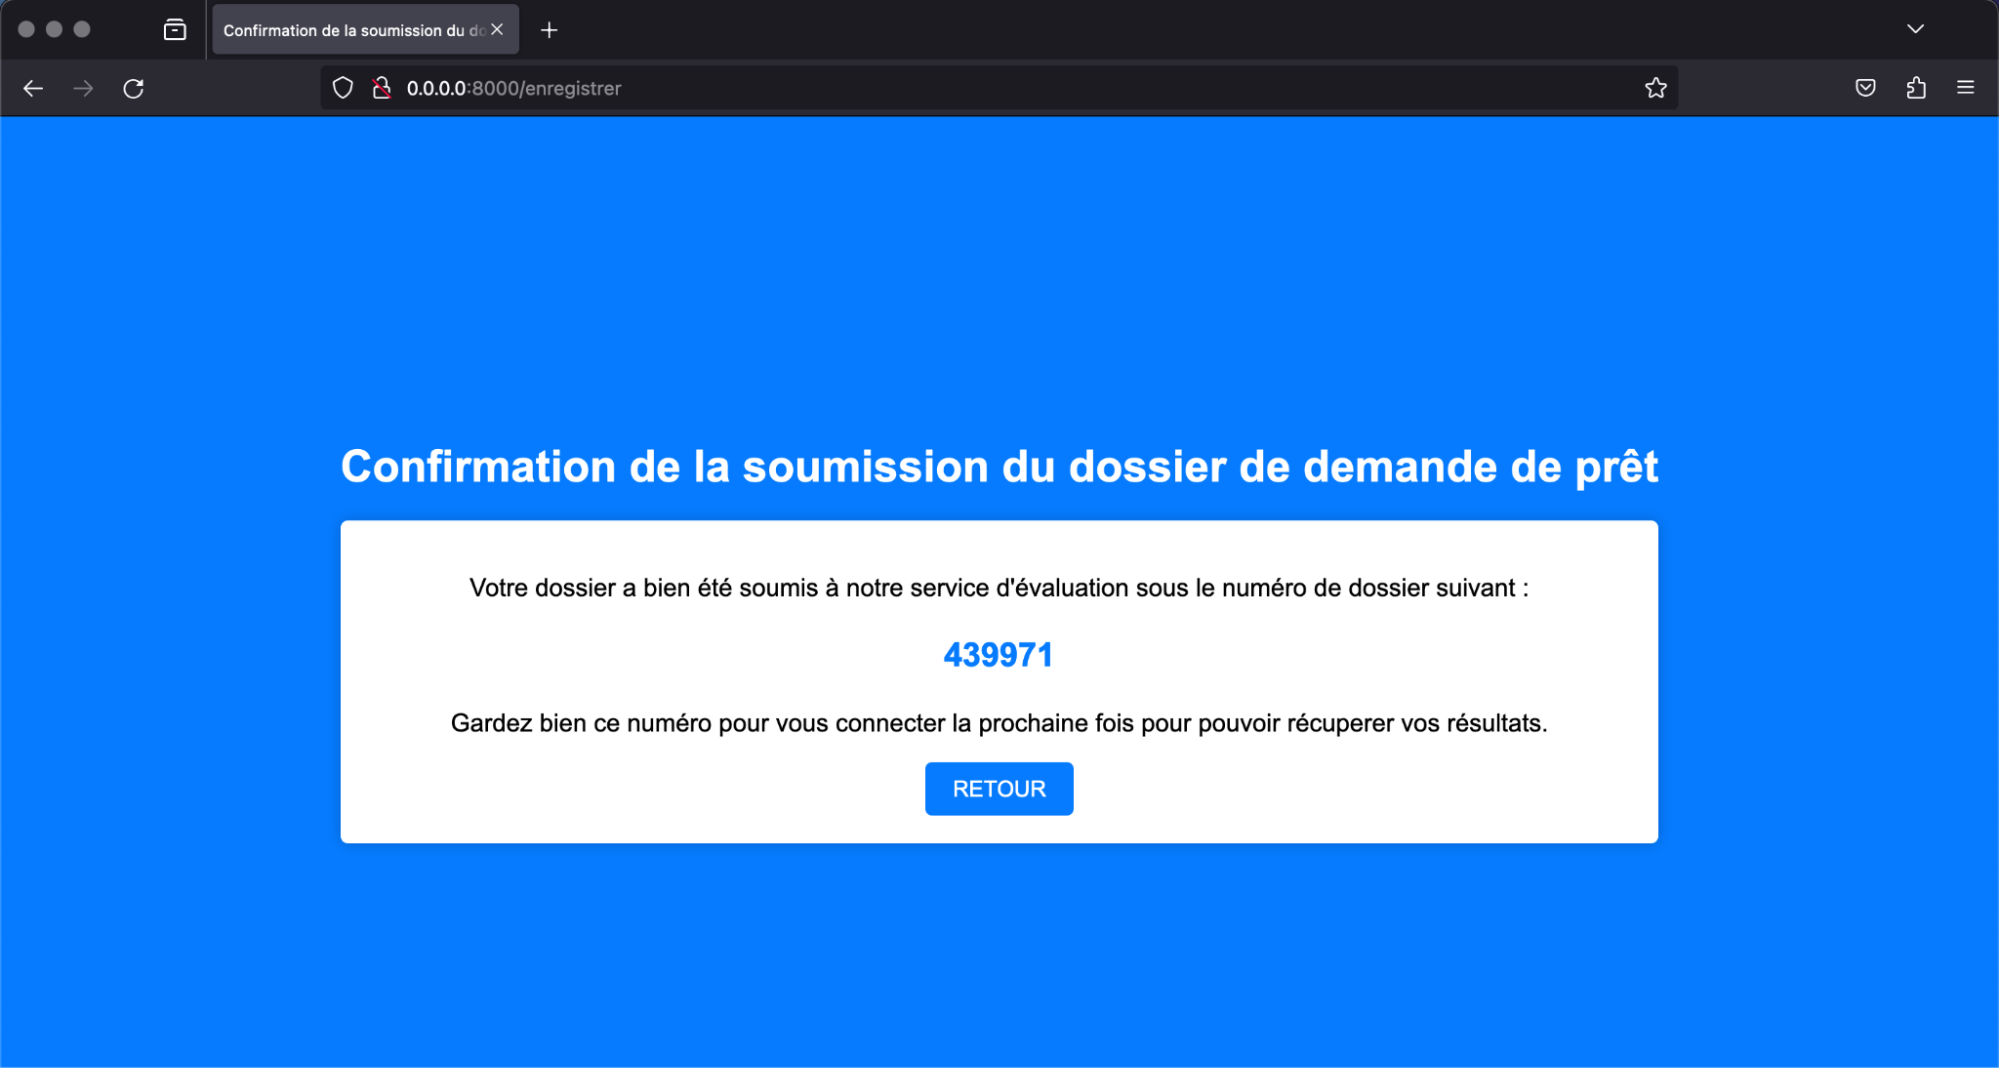 Confirmation de la soumission du do
0.0.0.0:8000/enregistrer
Confirmation de la soumission du dossier de demande de prêt
Votre dossier a bien été soumis à notre service d'évaluation sous le numéro de dossier suivant :
439971
Gardez bien ce numéro pour vous connecter la prochaine fois pour pouvoir récuperer vos résultats.
RETOUR